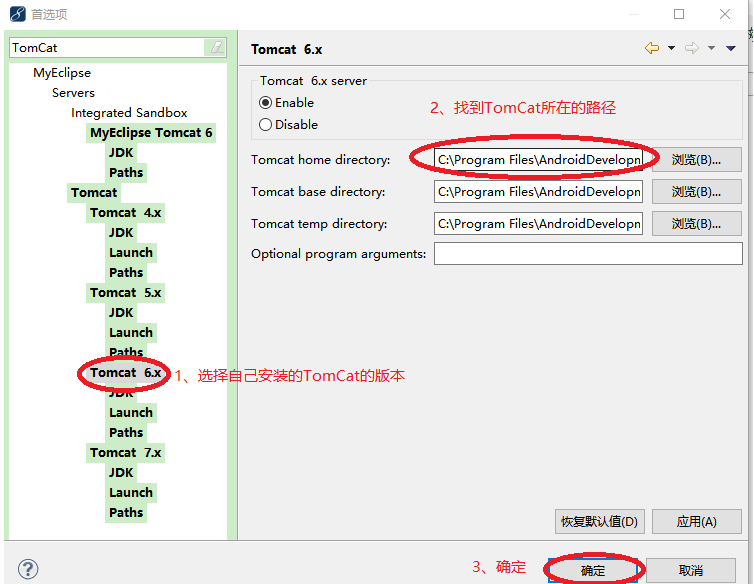 首选项
TomCat
MyEclipse
Servers
Integrated Sandbox
MyEclipse Tomcat 6
JDK
Paths
Tomcat
Tomcat 4.x
JDK
Launch
Paths
Tomcat 5.x
JDK
Launch
Paths
Tomcat 6.x
1、选择自己安装的TomCat的版本
JDK
Launch
Paths
Tomcat 7.x
JDK
Launch
Paths
Tomcat 6.x
Tomcat 6.x server
Enable
Disable
2、找到TomCat所在的路径
Tomcat home directory: C:\Program Files\AndroidDevelopn 浏览(B)...
Tomcat base directory: C:\Program Files\AndroidDevelopn 浏览(B)...
Tomcat temp directory: C:\Program Files\AndroidDevelopn 浏览(B)...
Optional program arguments:
恢复默认值(D) 应用(A)
3、确定
确定 取消